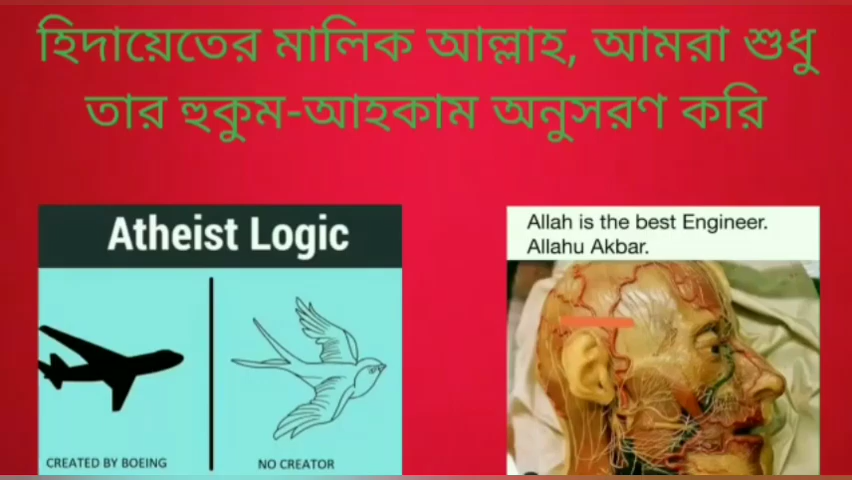 হিদায়েতের মালিক আল্লাহ, আমরা শুধু
তার হুকুম-আহকাম অনুসরণ করি
Atheist Logic
CREATED BY BOEING
NO CREATOR
Allah is the best Engineer.
Allahu Akbar.